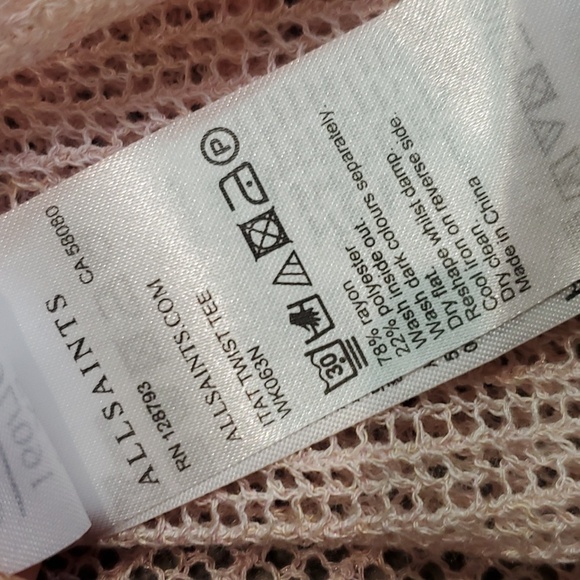 ALLSAINTS
CA 58080
RN 128793
ALLSAINTS.COM
ITAT TWIST TEE
WK063N
P
30
78% rayon
22% polyester
Wash inside out.
Wash dark colours separately.
Dry flat.
Reshape whilst damp.
Cool iron on reverse side.
Dry clean.
Made in China